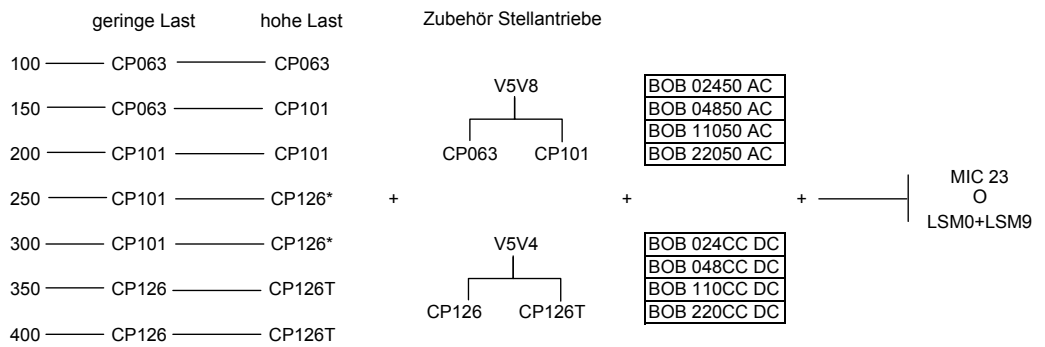 geringe Last hohe Last Zubehör Stellantriebe
100 CP063 CP063
150 CP063 CP101
200 CP101 CP101
250 CP101 CP126*
300 CP101 CP126*
350 CP126 CP126T
400 CP126 CP126T
+
V5V8
CP063 CP101
V5V4
CP126 CP126T
+
BOB 02450 AC
BOB 04850 AC
BOB 11050 AC
BOB 22050 AC
BOB 024CC DC
BOB 048CC DC
BOB 110CC DC
BOB 220CC DC
+
MIC 23
O
LSM0+LSM9